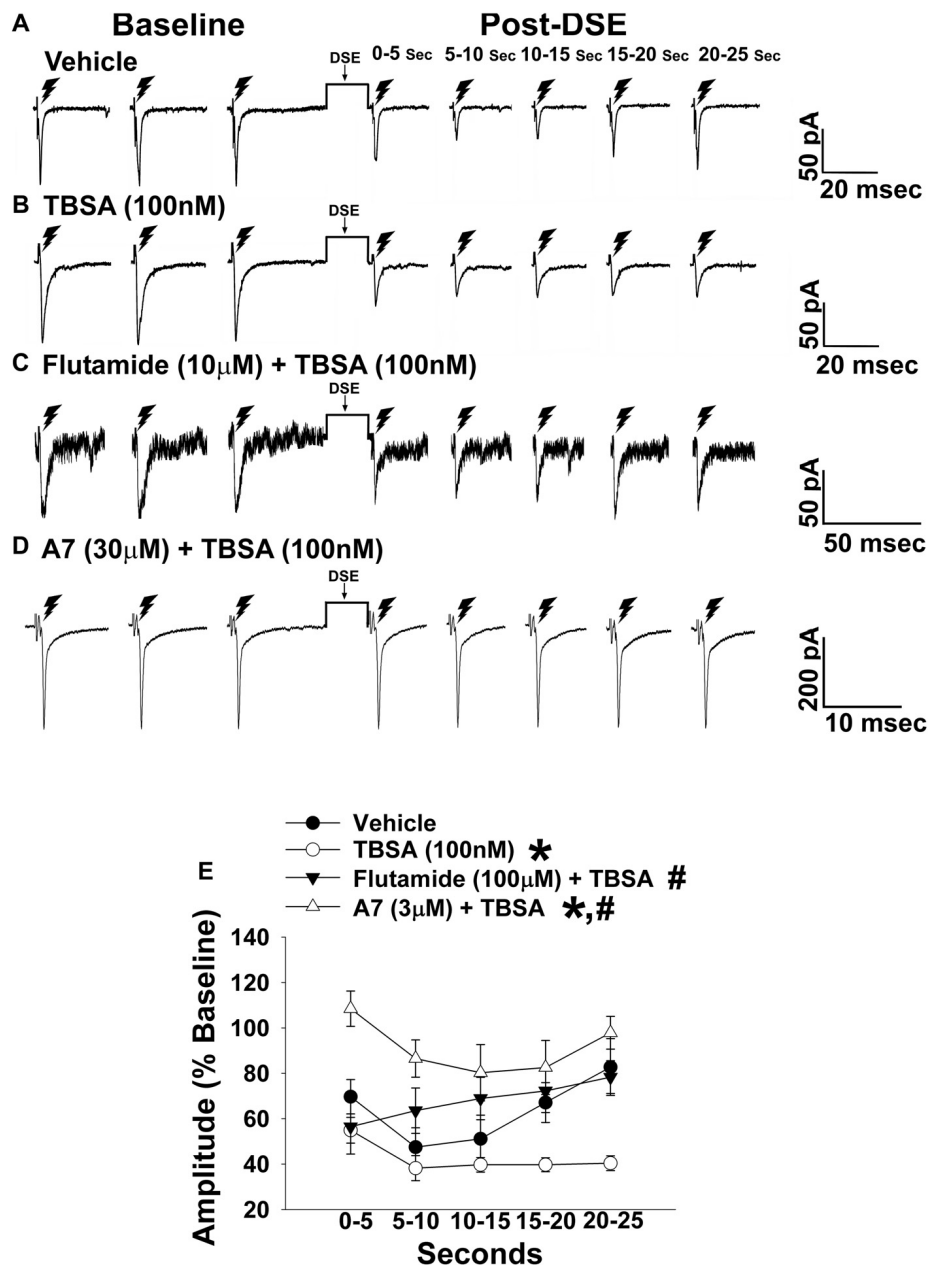 A Baseline Post-DSE
Vehicle DSE 0-5 Sec 5-10 Sec 10-15 Sec 15-20 Sec 20-25 Sec
50 pA
20 msec
B TBSA (100nM)
DSE
50 pA
20 msec
C Flutamide (10μM) + TBSA (100nM)
DSE
50 pA
50 msec
D A7 (30μM) + TBSA (100nM)
DSE
200 pA
10 msec
E
Vehicle
TBSA (100nM) *
Flutamide (100μM) + TBSA #
A7 (3μM) + TBSA *,#
Amplitude (% Baseline)
140
120
100
80
60
40
20
0-5 5-10 10-15 15-20 20-25
Seconds